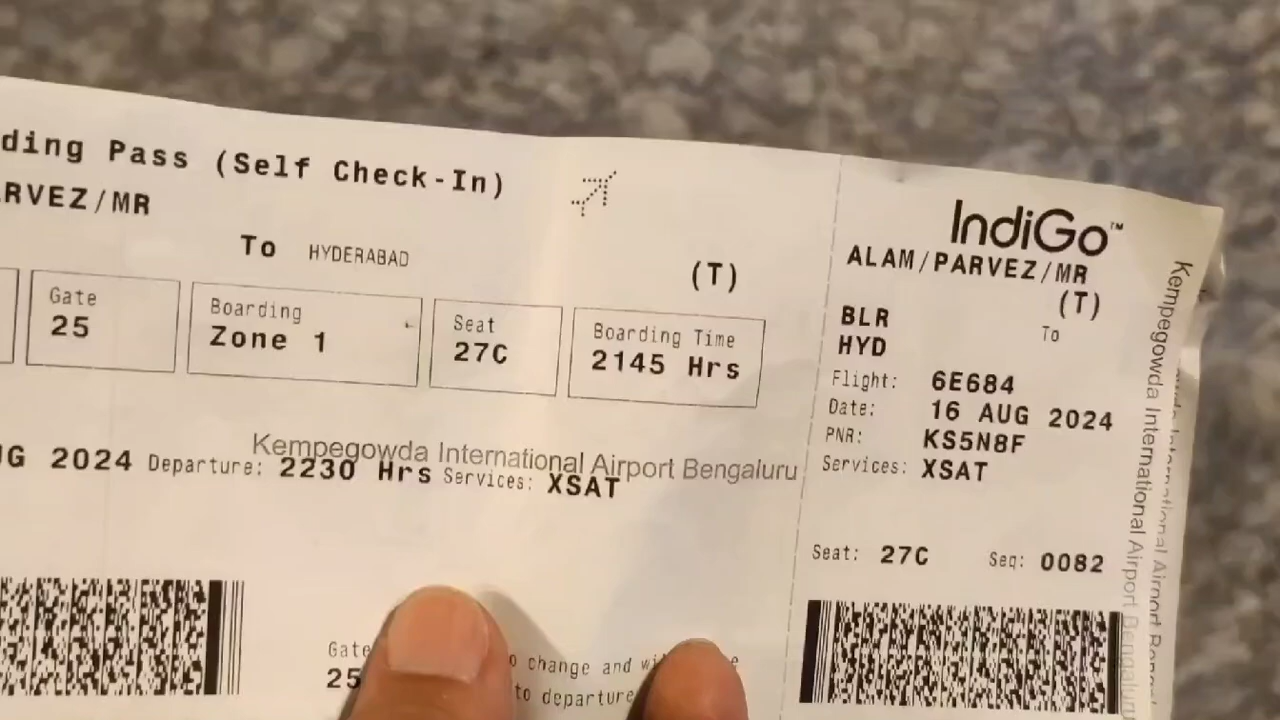 ding Pass (Self Check-In)
RVEZ/MR
To HYDERABAD
(T)
Gate
25
Boarding
Zone 1
Seat
27C
Boarding Time
2145 Hrs
Kempegowda International Airport Bengaluru
UG 2024 Departure: 2230 Hrs Services: XSAT
Gate
25
o change and wi
to departure
IndiGo™
ALAM/PARVEZ/MR
(T)
BLR To
HYD
Flight: 6E684
Date: 16 AUG 2024
PNR: KS5N8F
Services: XSAT
Seat: 27C Seq: 0082
Kempegowda International Airport Bengaluru